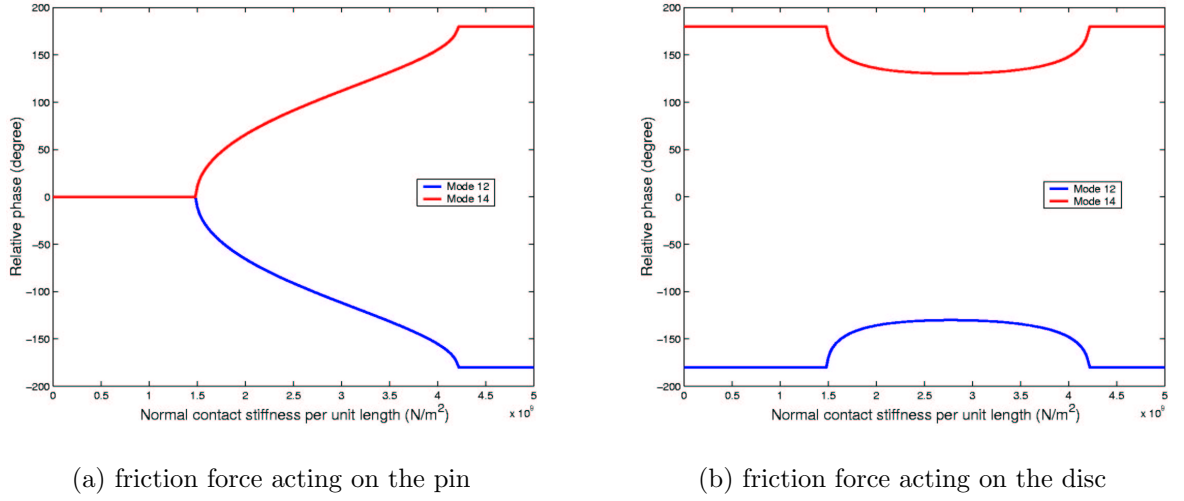 200
150
100
50
0
−50
−100
−150
−200
Relative phase (degree)
Mode 12
Mode 14
0 0.5 1 1.5 2 2.5 3 3.5 4 4.5 5
Normal contact stiffness per unit length (N/m²)
x 10⁹
(a) friction force acting on the pin
200
150
100
50
0
−50
−100
−150
−200
Relative phase (degree)
Mode 12
Mode 14
0 0.5 1 1.5 2 2.5 3 3.5 4 4.5 5
Normal contact stiffness per unit length (N/m²)
x 10⁹
(b) friction force acting on the disc